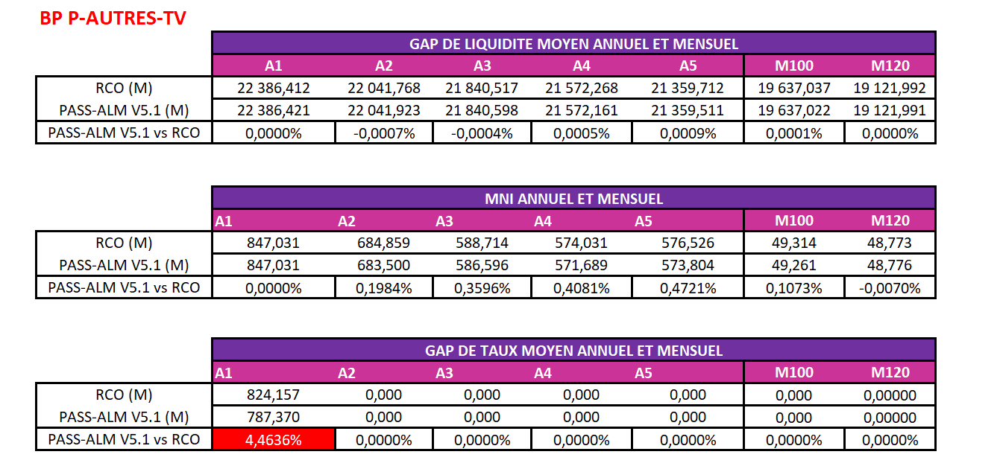 BP P-AUTRES-TV
GAP DE LIQUIDITE MOYEN ANNUEL ET MENSUEL
A1 A2 A3 A4 A5 M100 M120
RCO (M) 22 386,412 22 041,768 21 840,517 21 572,268 21 359,712 19 637,037 19 121,992
PASS-ALM V5.1 (M) 22 386,421 22 041,923 21 840,598 21 572,161 21 359,511 19 637,022 19 121,991
PASS-ALM V5.1 vs RCO 0,0000% -0,0007% -0,0004% 0,0005% 0,0009% 0,0001% 0,0000%
MNI ANNUEL ET MENSUEL
A1 A2 A3 A4 A5 M100 M120
RCO (M) 847,031 684,859 588,714 574,031 576,526 49,314 48,773
PASS-ALM V5.1 (M) 847,031 683,500 586,596 571,689 573,804 49,261 48,776
PASS-ALM V5.1 vs RCO 0,0000% 0,1984% 0,3596% 0,4081% 0,4721% 0,1073% -0,0070%
GAP DE TAUX MOYEN ANNUEL ET MENSUEL
A1 A2 A3 A4 A5 M100 M120
RCO (M) 824,157 0,000 0,000 0,000 0,000 0,000 0,00000
PASS-ALM V5.1 (M) 787,370 0,000 0,000 0,000 0,000 0,000 0,00000
PASS-ALM V5.1 vs RCO 4,4636% 0,0000% 0,0000% 0,0000% 0,0000% 0,0000% 0,0000%